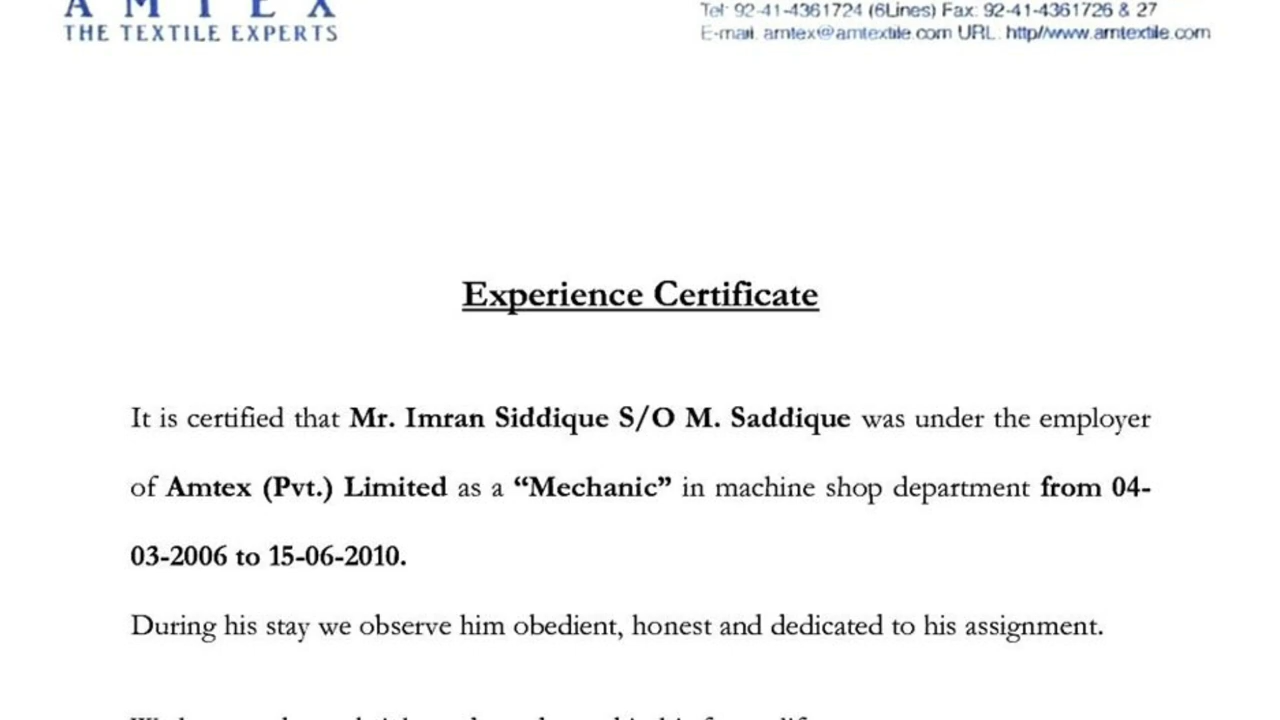 AMTEX
THE TEXTILE EXPERTS
Tel: 92-41-4361724 (6Lines) Fax: 92-41-4361726 & 27
E-mail. amtex@amtextile.com URL: http//www.amtextile.com
Experience Certificate
It is certified that Mr. Imran Siddique S/O M. Saddique was under the employer
of Amtex (Pvt.) Limited as a “Mechanic” in machine shop department from 04-
03-2006 to 15-06-2010.
During his stay we observe him obedient, honest and dedicated to his assignment.